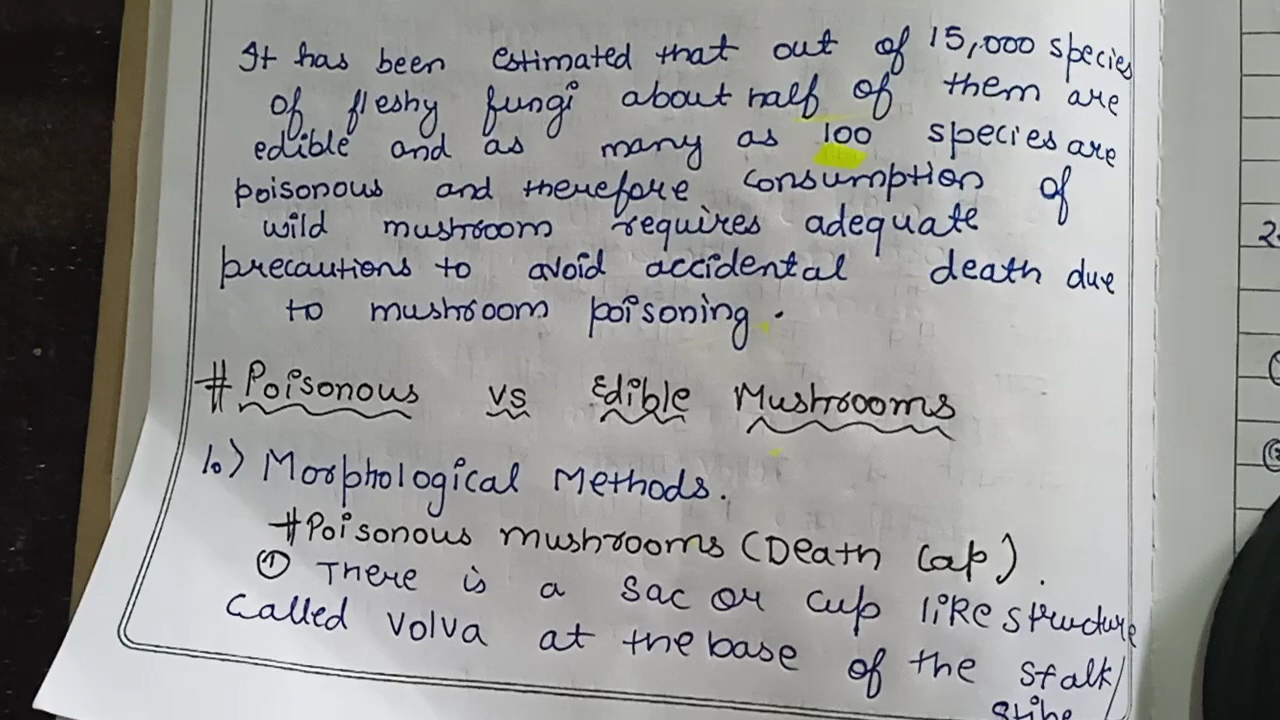 It has been estimated that out of 15,000 species
of fleshy fungi about half of them are
edible and as many as 100 species are
poisonous and therefore consumption of
wild mushroom requires adequate
precautions to avoid accidental death due
to mushroom poisoning.
# Poisonous vs Edible Mushrooms
1.) Morphological Methods.
# Poisonous mushrooms (Death Cap).
① There is a sac or cup like structure
called volva at the base of the stalk/
stipe
2.